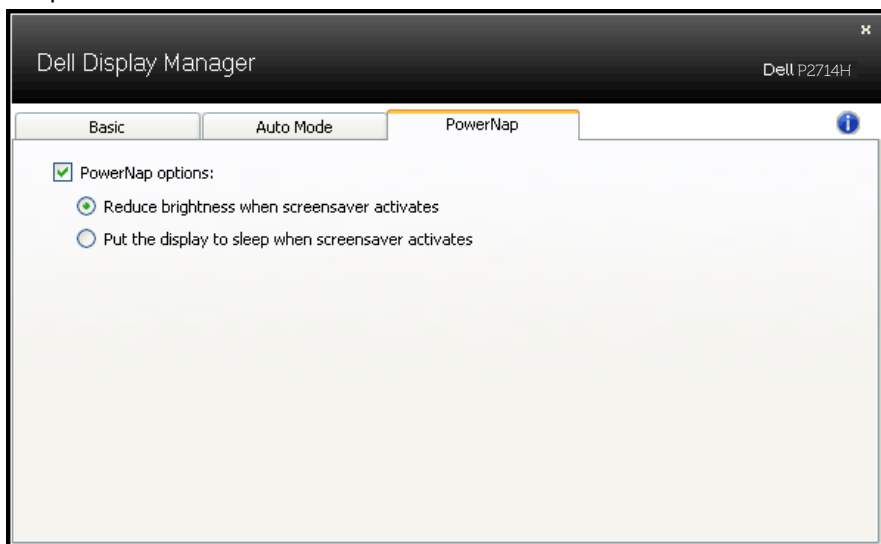 ×
Dell Display Manager
Dell P2714H
Basic
Auto Mode
PowerNap
i
PowerNap options:
Reduce brightness when screensaver activates
Put the display to sleep when screensaver activates